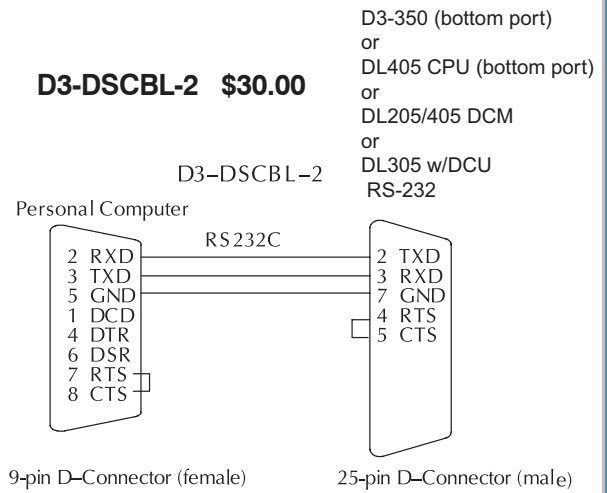 D3-350 (bottom port)
or
DL405 CPU (bottom port)
or
DL205/405 DCM
or
DL305 w/DCU
RS-232
D3-DSCBL-2 $30.00
D3–DSCBL–2
Personal Computer
RS232C
2 RXD
3 TXD
5 GND
1 DCD
4 DTR
6 DSR
7 RTS
8 CTS
2 TXD
3 RXD
7 GND
4 RTS
5 CTS
9-pin D–Connector (female)
25-pin D–Connector (male)